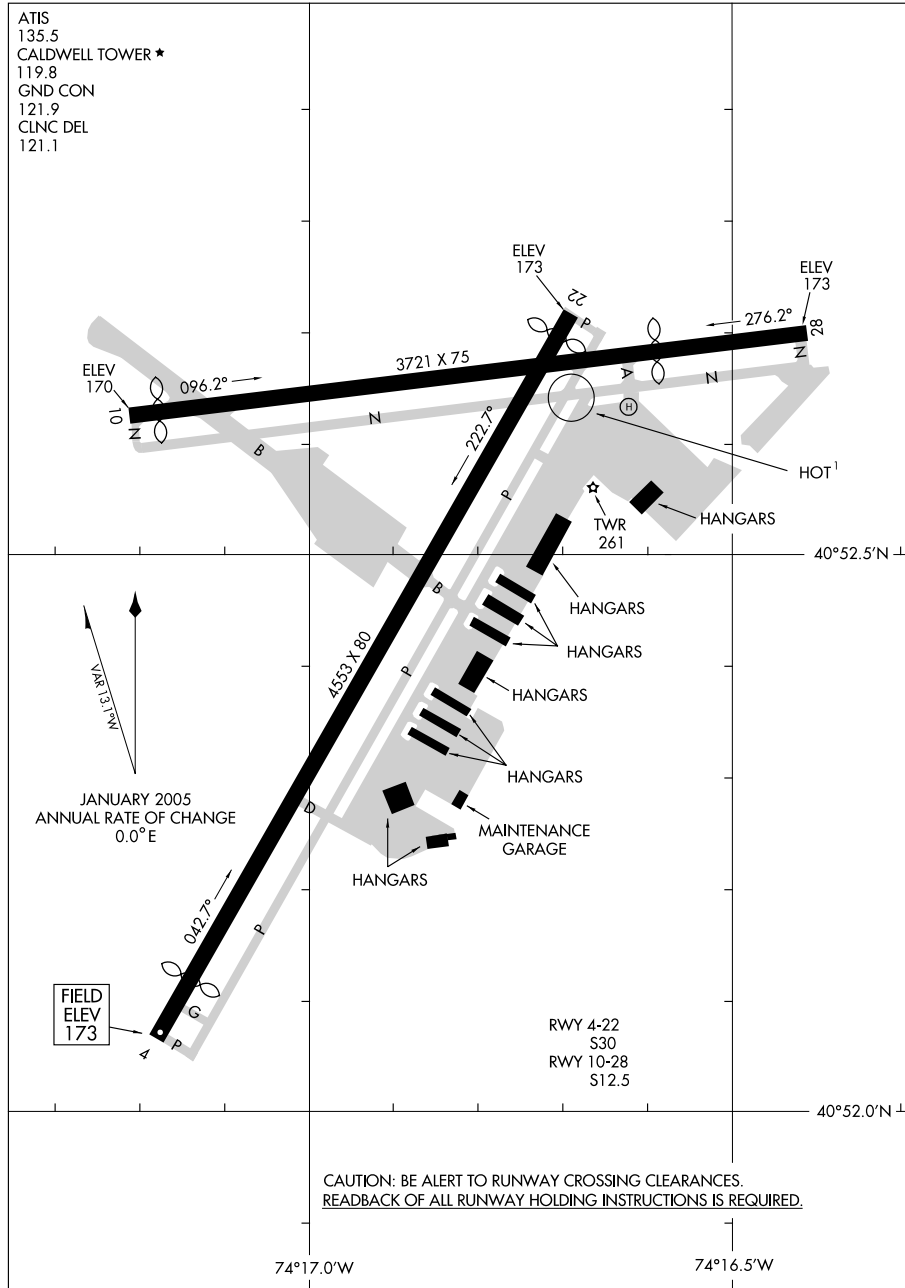 ATIS
135.5
CALDWELL TOWER ★
119.8
GND CON
121.9
CLNC DEL
121.1
ELEV
173
22
P
ELEV
173
28
276.2°
3721 X 75
N
A
N
ELEV
170
096.2°
10
N
N
H
222.7°
B
HOT 1
P
TWR
261
HANGARS
40°52.5'N
B
HANGARS
HANGARS
4553 X 80
P
HANGARS
VAR 13.1°W
HANGARS
JANUARY 2005
ANNUAL RATE OF CHANGE
0.0° E
D
MAINTENANCE
GARAGE
HANGARS
042.7°
P
FIELD
ELEV
173
G
4
P
RWY 4-22
S30
RWY 10-28
S12.5
40°52.0'N
CAUTION: BE ALERT TO RUNWAY CROSSING CLEARANCES.
READBACK OF ALL RUNWAY HOLDING INSTRUCTIONS IS REQUIRED.
74°17.0'W
74°16.5'W